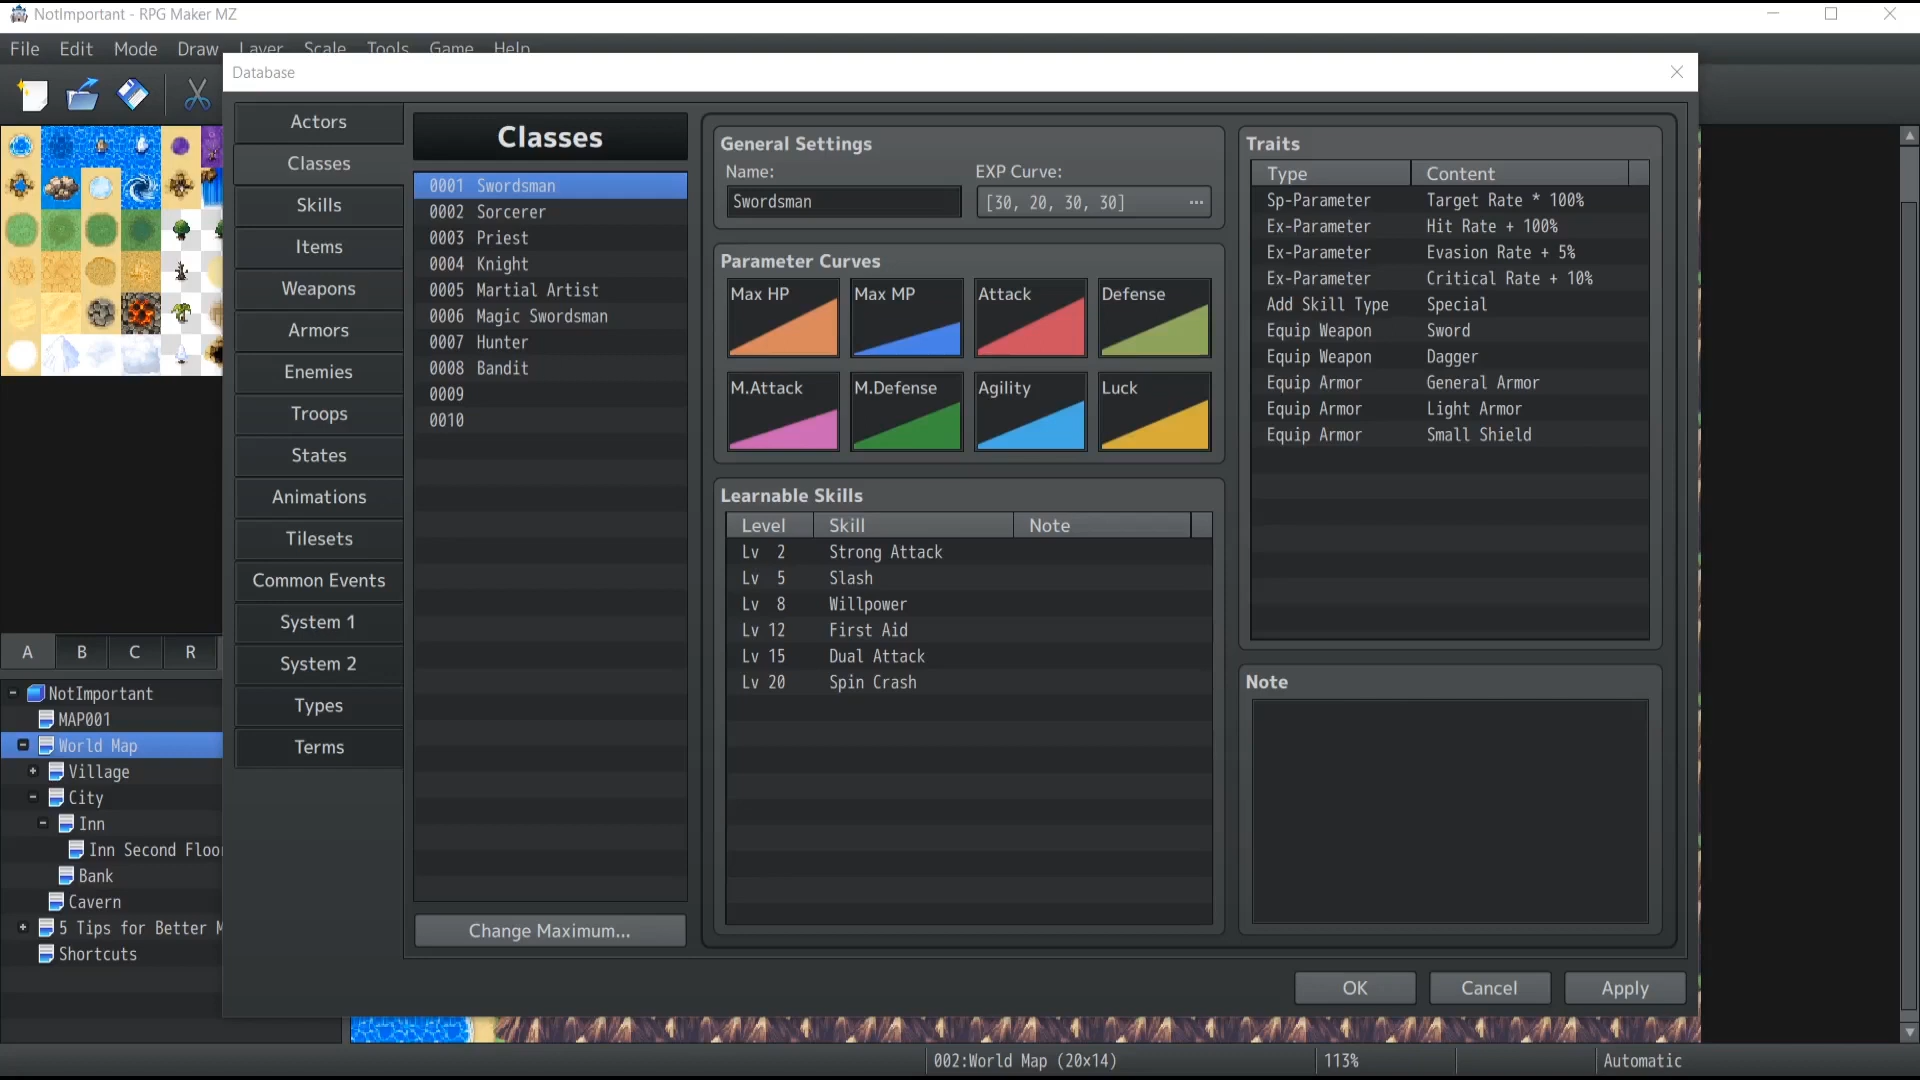 NotImportant - RPG Maker MZ
File Edit Mode Draw Layer Scale Tools Game Help
Database
Actors
Classes
Skills
Items
Weapons
Armors
Enemies
Troops
States
Animations
Tilesets
Common Events
System 1
System 2
Types
Terms
Classes
0001 Swordsman
0002 Sorcerer
0003 Priest
0004 Knight
0005 Martial Artist
0006 Magic Swordsman
0007 Hunter
0008 Bandit
0009
0010
Change Maximum...
General Settings
Name: EXP Curve:
Swordsman [30, 20, 30, 30] ...
Parameter Curves
Max HP Max MP Attack Defense
M.Attack M.Defense Agility Luck
Learnable Skills
Level Skill Note
Lv 2 Strong Attack
Lv 5 Slash
Lv 8 Willpower
Lv 12 First Aid
Lv 15 Dual Attack
Lv 20 Spin Crash
Traits
Type Content
Sp-Parameter Target Rate * 100%
Ex-Parameter Hit Rate + 100%
Ex-Parameter Evasion Rate + 5%
Ex-Parameter Critical Rate + 10%
Add Skill Type Special
Equip Weapon Sword
Equip Weapon Dagger
Equip Armor General Armor
Equip Armor Light Armor
Equip Armor Small Shield
Note
OK Cancel Apply
A B C R
NotImportant
MAP001
World Map
Village
City
Inn
Inn Second Floor
Bank
Cavern
5 Tips for Better M
Shortcuts
002:World Map (20×14) 113% Automatic